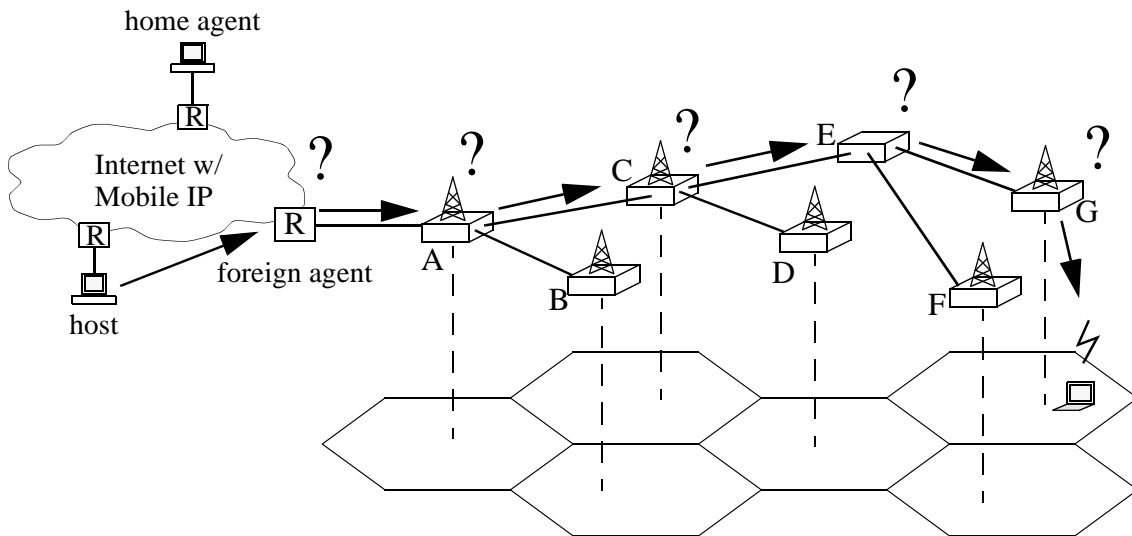 home agent
R
Internet w/
Mobile IP
R
R
host
foreign agent
?
?
?
?
?
A
B
C
D
E
F
G